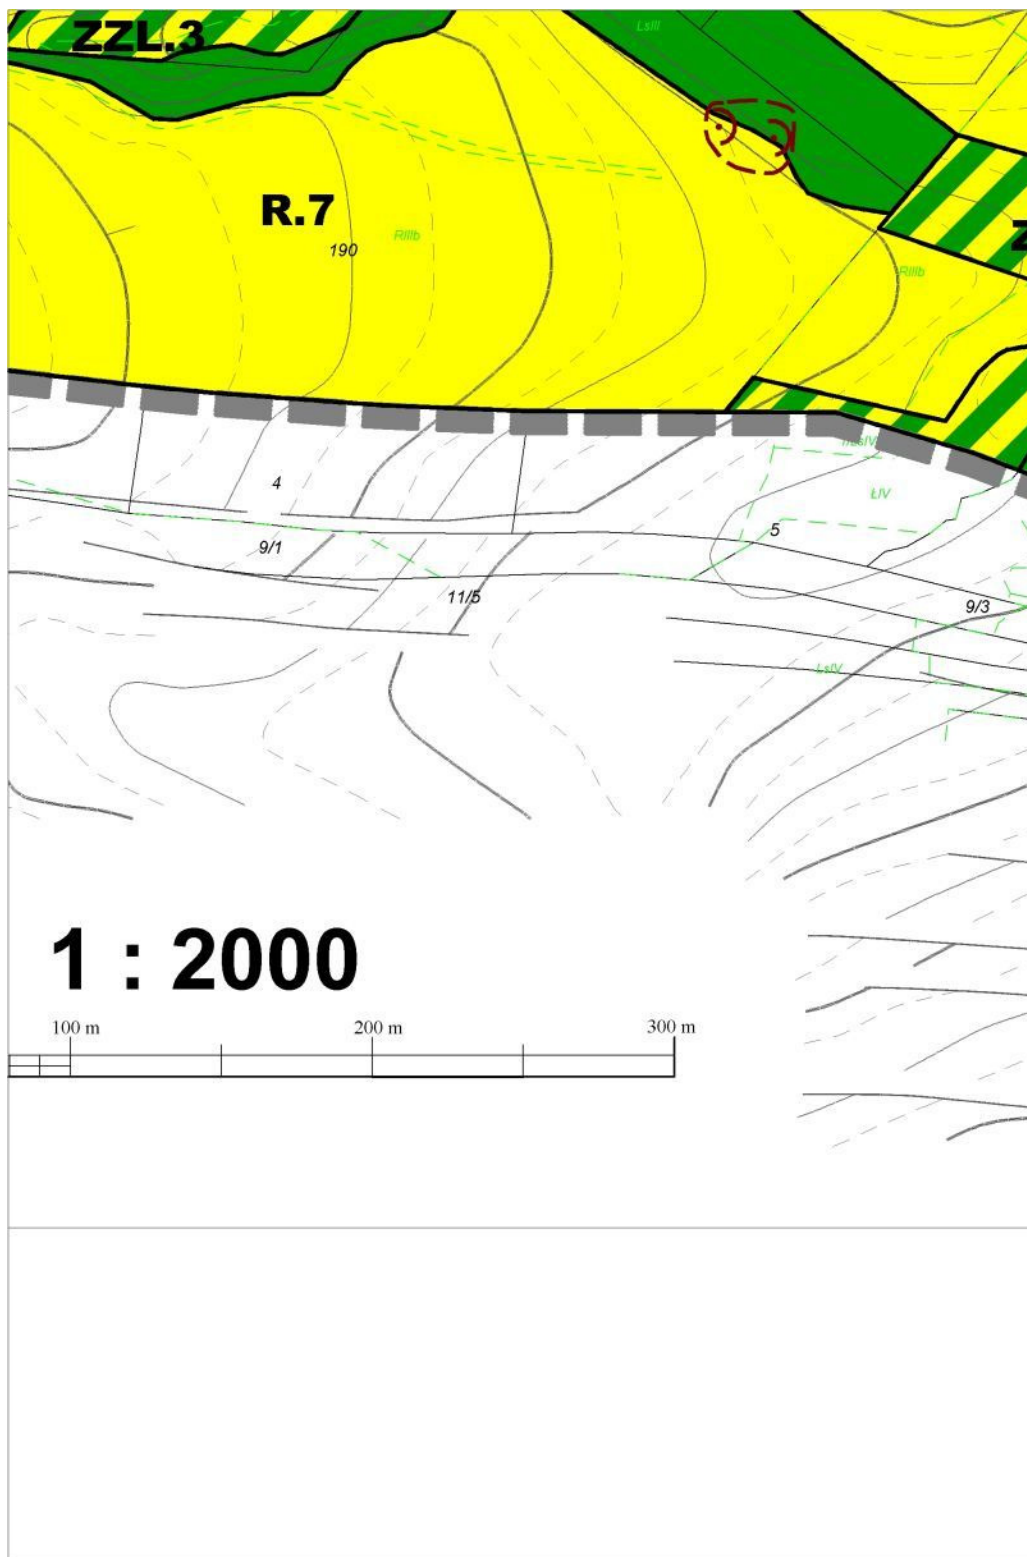 ZZL.3
LsIII
R.7
190
RIIIb
RIIIb
Z
4
ŁIV
5
9/1
11/5
9/3
LsIV
1 : 2000
100 m
200 m
300 m